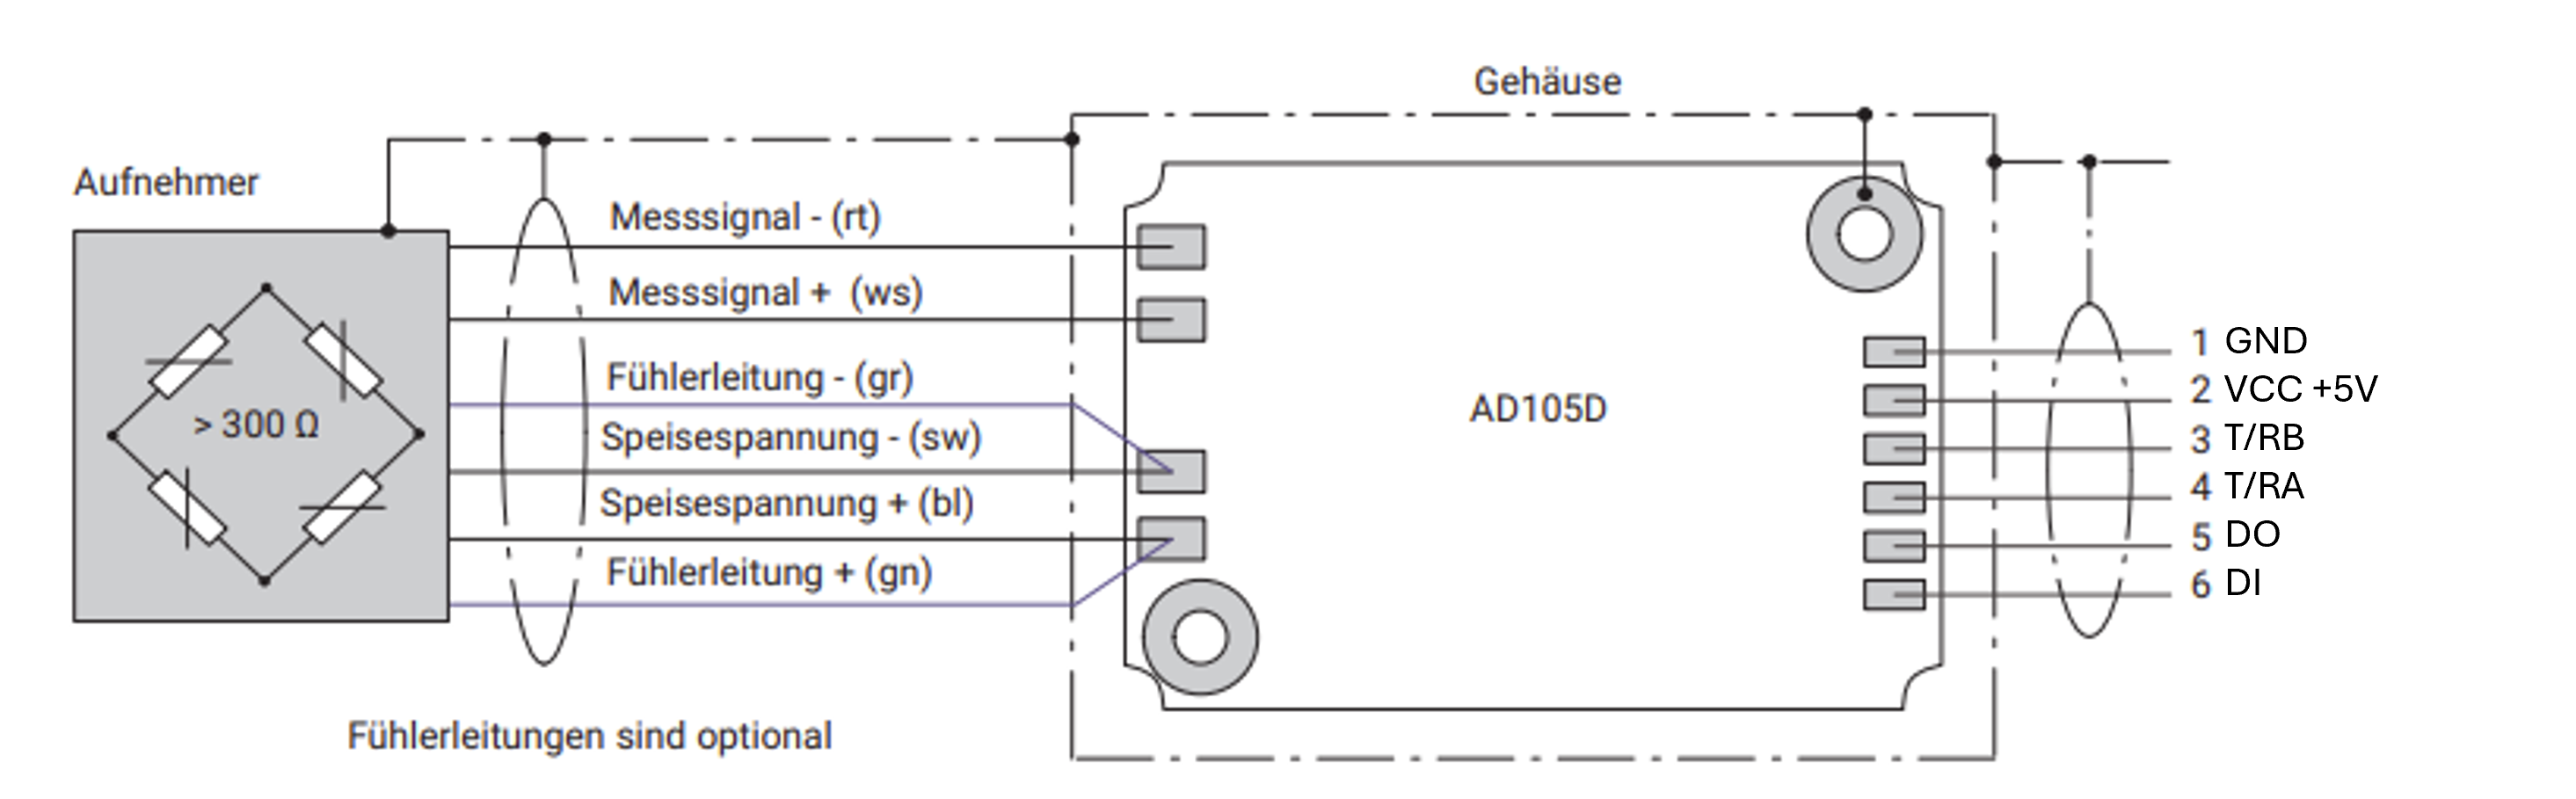 Gehäuse
Aufnehmer
Messsignal - (rt)
Messsignal + (ws)
Fühlerleitung - (gr)
> 300 Ω
Speisespannung - (sw)
Speisespannung + (bl)
Fühlerleitung + (gn)
AD105D
1 GND
2 VCC +5V
3 T/RB
4 T/RA
5 DO
6 DI
Fühlerleitungen sind optional